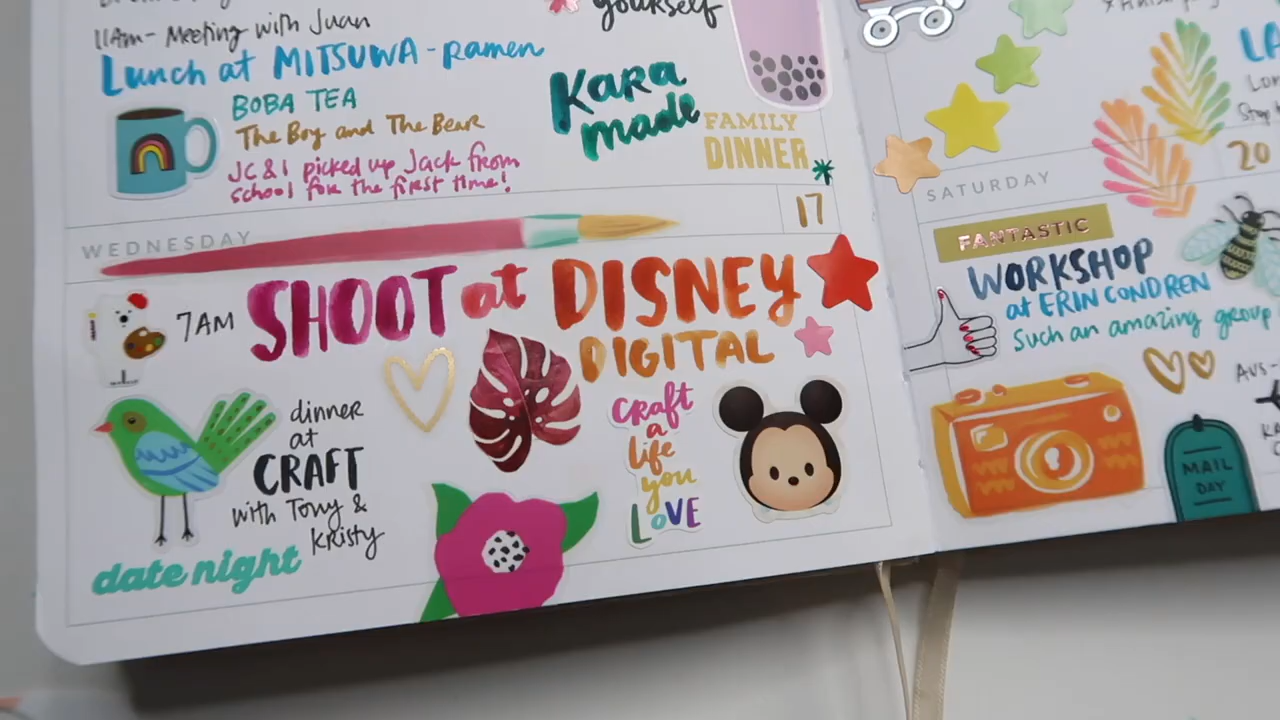 yourself
11am - Meeting with Juan
Lunch at MITSUWA - Ramen
BOBA TEA
The Boy and The Bear
JC & I picked up Jack from
school for the first time!
Kara
made
FAMILY
DINNER
WEDNESDAY
17
7AM
SHOOT at DISNEY
DIGITAL
dinner
at
CRAFT
with Tony &
Kristy
date night
Craft
a
life
you
LOVE
20
SATURDAY
FANTASTIC
WORKSHOP
at ERIN CONDREN
Such an amazing group
MAIL
DAY